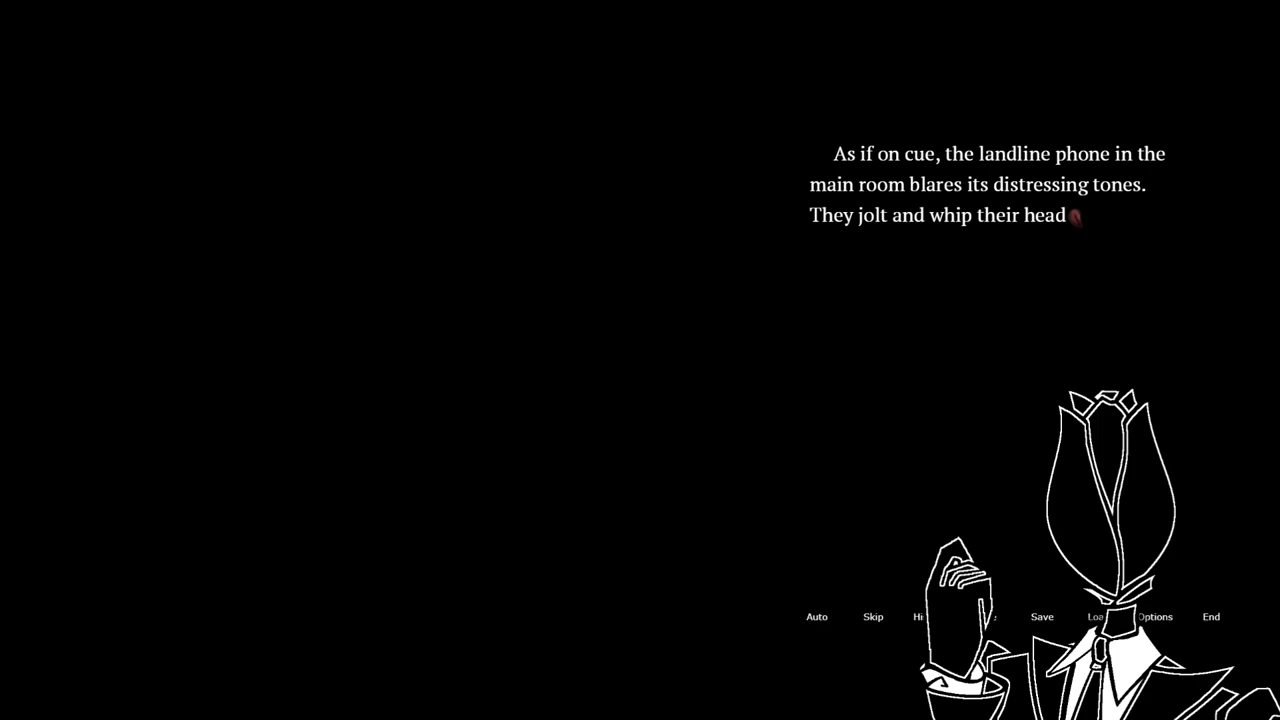 As if on cue, the landline phone in the
main room blares its distressing tones.
They jolt and whip their head
Auto Skip Save Options End